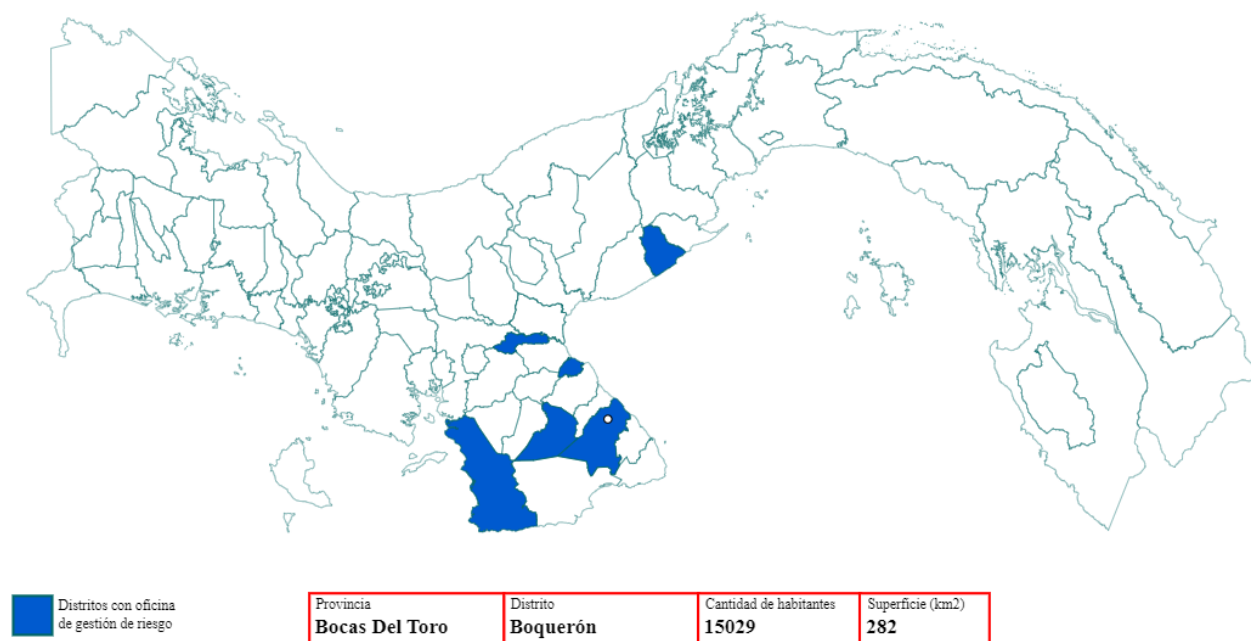 Distritos con oficina
de gestión de riesgo
Provincia
Bocas Del Toro
Distrito
Boquerón
Cantidad de habitantes
15029
Superficie (km2)
282